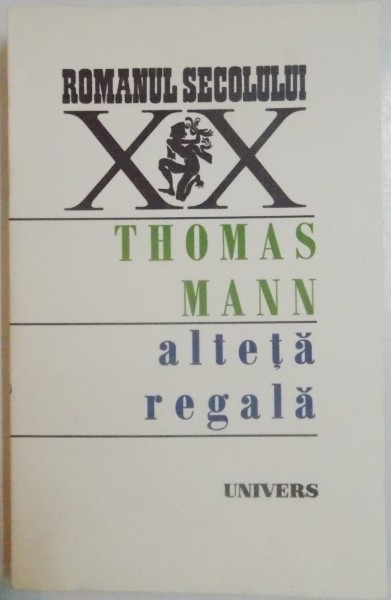 ROMANUL SECOLULUI
XX
THOMAS
MANN
alteță
regală
UNIVERS